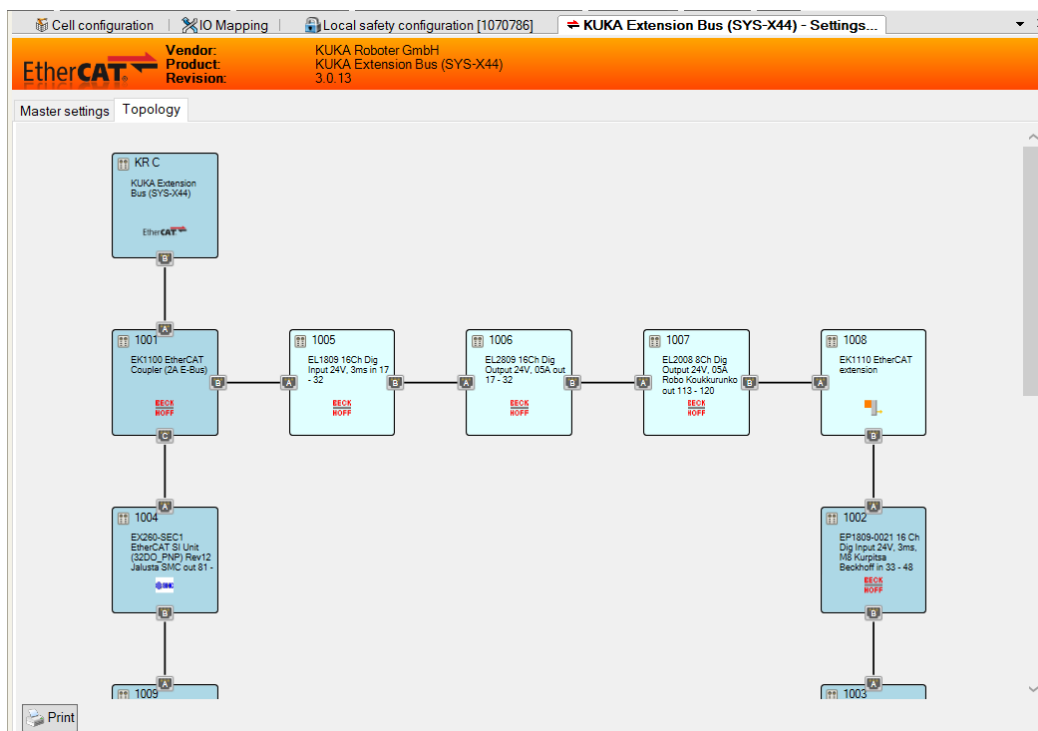 Cell configuration
IO Mapping
Local safety configuration [1070786]
KUKA Extension Bus (SYS-X44) - Settings...
EtherCAT
Vendor: KUKA Roboter GmbH
Product: KUKA Extension Bus (SYS-X44)
Revision: 3.0.13
Master settings
Topology
KR C
KUKA Extension
Bus (SYS-X44)
EtherCAT
B
A
1001
EK1100 EtherCAT
Coupler (2A E-Bus)
BECK
HOFF
B
C
A
1005
EL1809 16Ch Dig
Input 24V, 3ms in 17
- 32
BECK
HOFF
B
A
1006
EL2809 16Ch Dig
Output 24V, 05A out
17 - 32
BECK
HOFF
B
A
1007
EL2008 8Ch Dig
Output 24V, 05A
Robo Koukkurunko
out 113 - 120
BECK
HOFF
B
A
1008
EK1110 EtherCAT
extension
B
A
1004
EX260-SEC1
EtherCAT SI Unit
(32DO_PNP) Rev12
Jalusta SMC out 81 -
SMC
B
A
1002
EP1809-0021 16 Ch
Dig Input 24V, 3ms,
M8 Kurpitsa
Beckhoff in 33 - 48
BECK
HOFF
B
A
1009
A
1003
Print